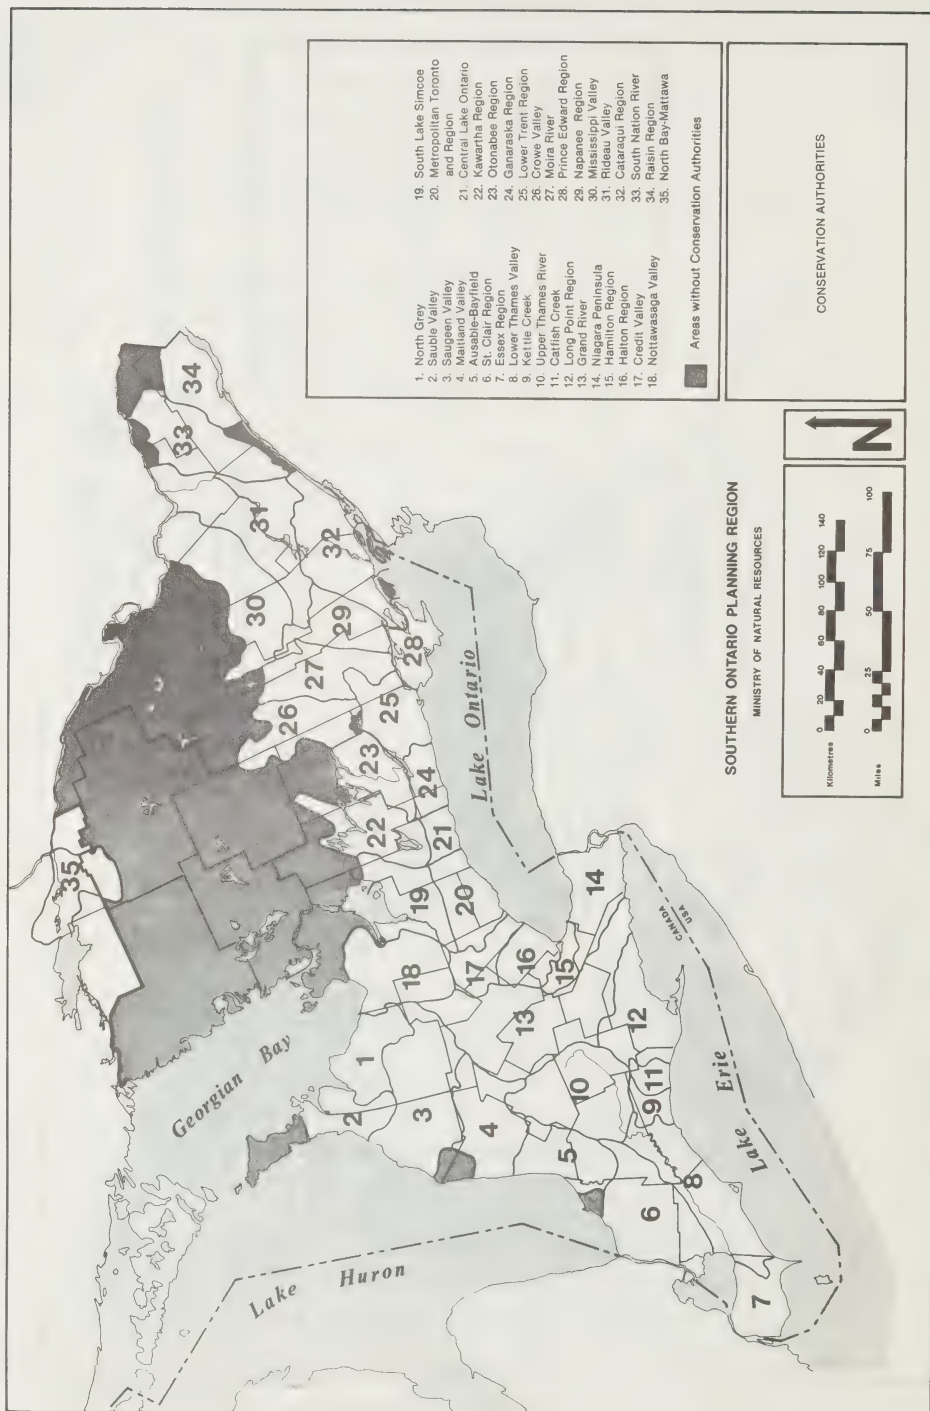 35
34
33
31
30
32
29
28
27
26
25
23
24
22
21
19
20
18
17
16
15
14
13
12
11
10
9
8
7
6
5
4
3
2
1
Georgian Bay
Lake Huron
Lake Ontario
Lake Erie
CANADA
USA
1. North Grey
2. Sauble Valley
3. Saugeen Valley
4. Maitland Valley
5. Ausable-Bayfield
6. St. Clair Region
7. Essex Region
8. Lower Thames Valley
9. Kettle Creek
10. Upper Thames River
11. Catfish Creek
12. Long Point Region
13. Grand River
14. Niagara Peninsula
15. Hamilton Region
16. Halton Region
17. Credit Valley
18. Nottawasaga Valley
19. South Lake Simcoe
20. Metropolitan Toronto
and Region
21. Central Lake Ontario
22. Kawartha Region
23. Otonabee Region
24. Ganaraska Region
25. Lower Trent Region
26. Crowe Valley
27. Moira River
28. Prince Edward Region
29. Napanee Region
30. Mississippi Valley
31. Rideau Valley
32. Cataraqui Region
33. South Nation River
34. Raisin Region
35. North Bay-Mattawa
Areas without Conservation Authorities
CONSERVATION AUTHORITIES
SOUTHERN ONTARIO PLANNING REGION
MINISTRY OF NATURAL RESOURCES
Kilometres 0 20 40 60 80 100 120 140
Miles 0 25 50 75 100
N